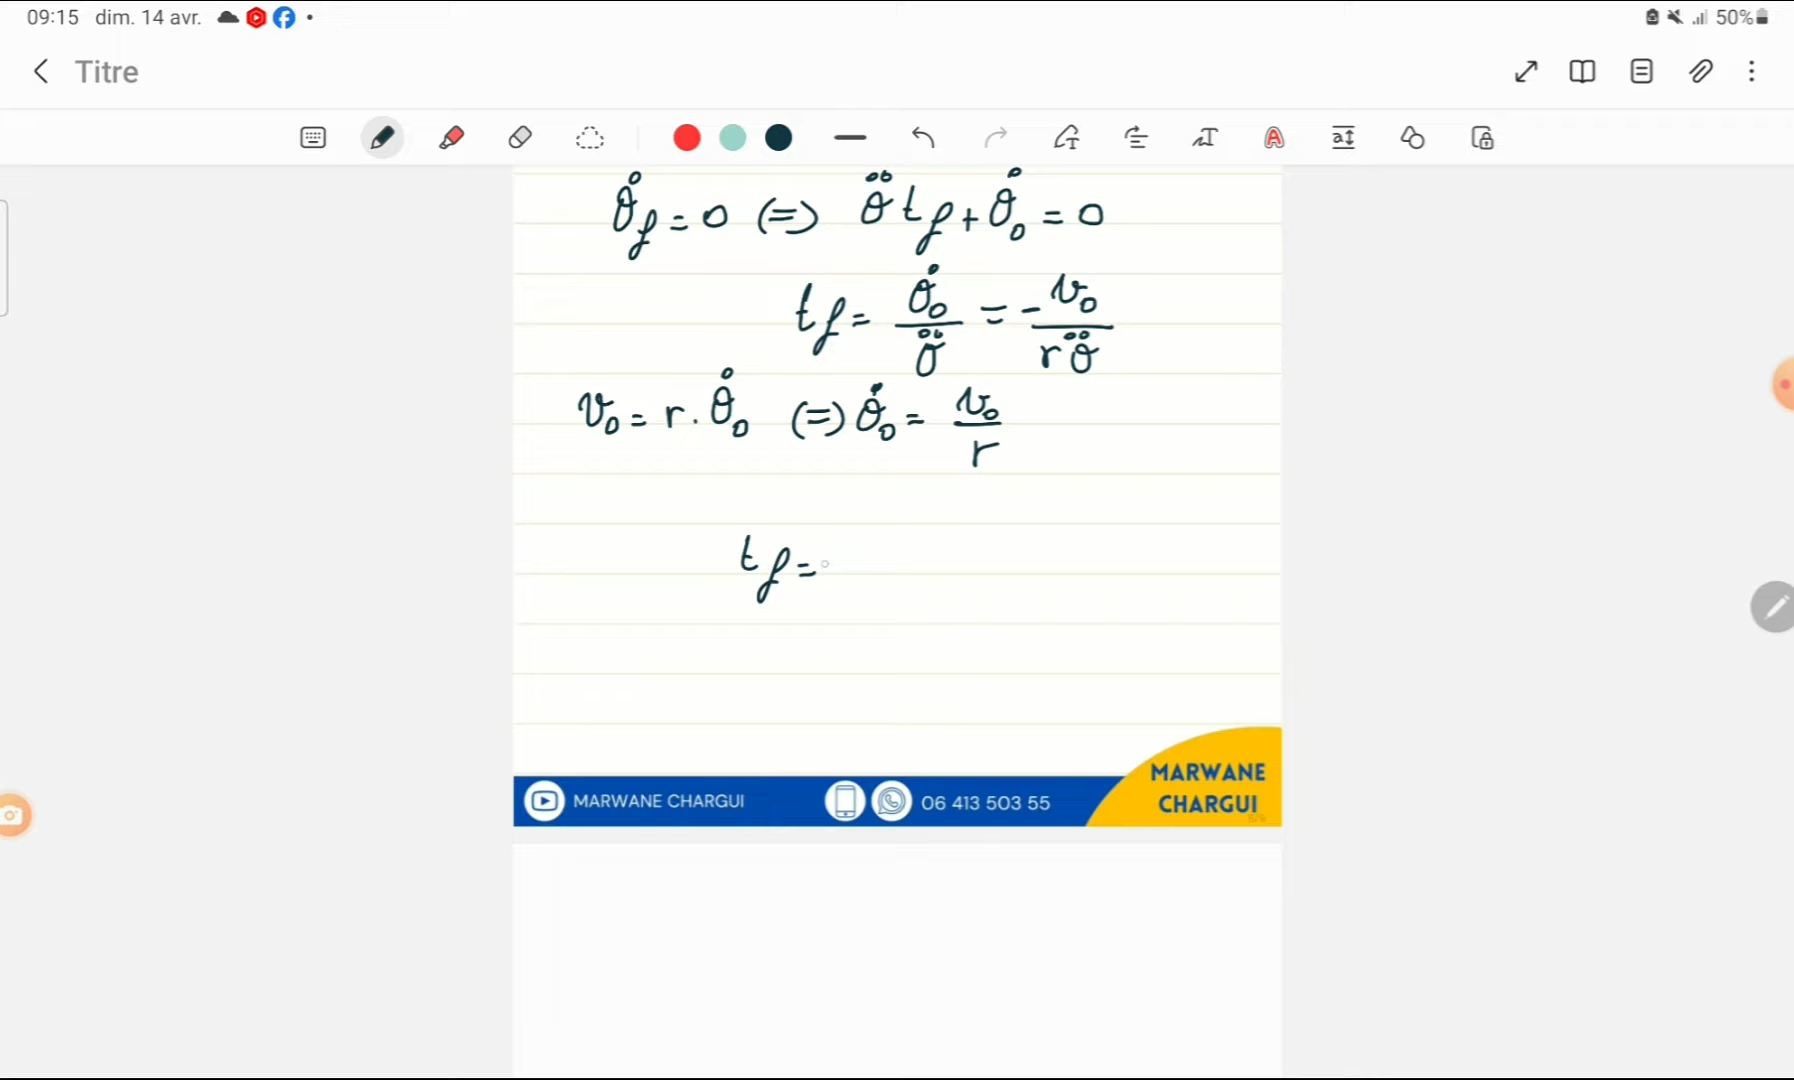 09:15 dim. 14 avr.
50%
Titre
θ̊f = 0 (=) θ̈ tf + θ̊₀ = 0
tf = θ̊₀ / θ̈ = - v₀ / r θ̈
v₀ = r . θ̊₀ (=) θ̊₀ = v₀ / r
tf =
MARWANE CHARGUI
06 413 503 55
MARWANE
CHARGUI